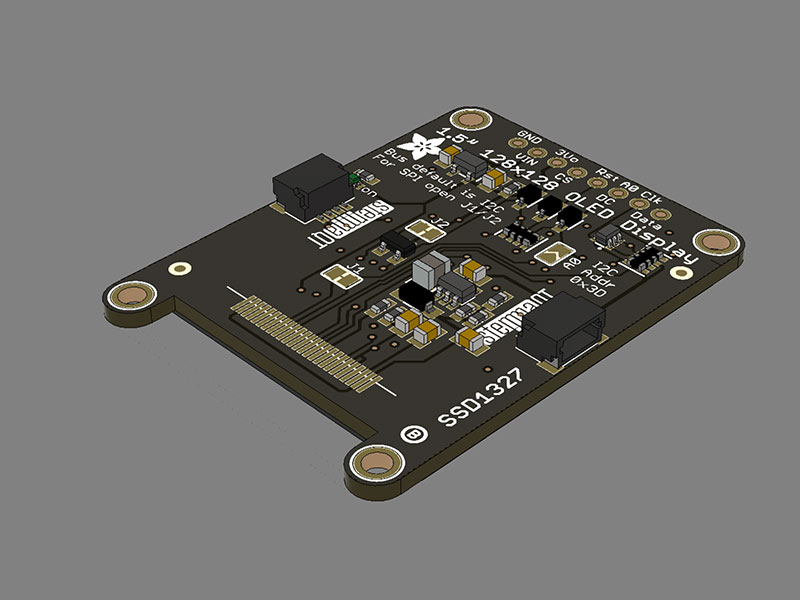 GND
VIN
3Vo
CS
Rst
DC
A0
Data
Clk
1.5"
128x128 OLED Display
Bus default is I2C
For SPI open J1/J2
on
J2
J1
A0
I2C
Addr
0x3D
SSD1327
B